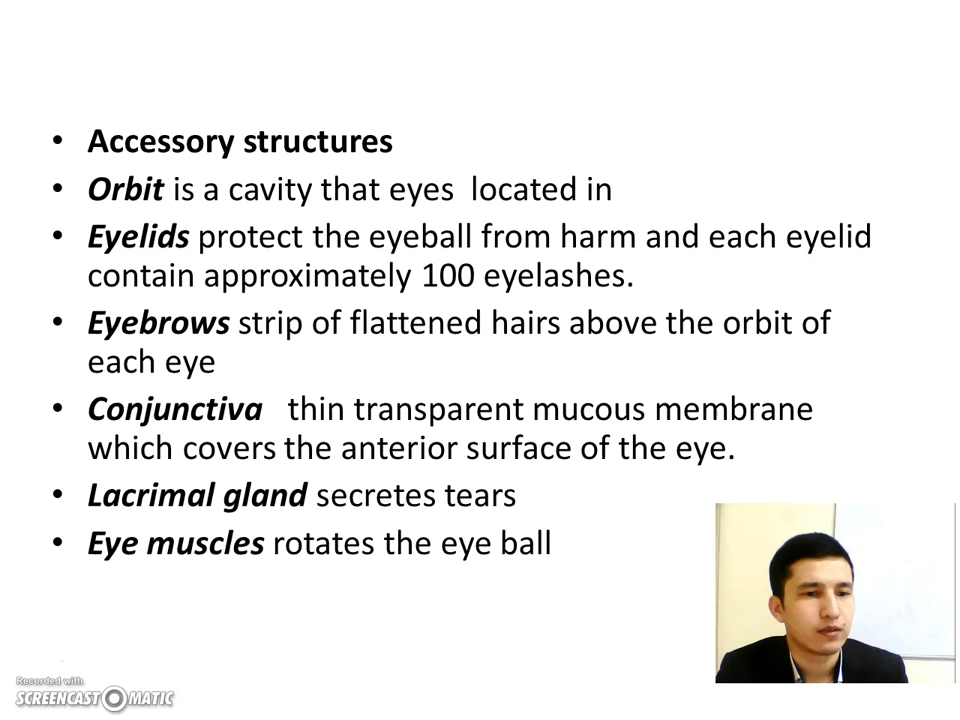 • Accessory structures
• Orbit is a cavity that eyes  located in
• Eyelids protect the eyeball from harm and each eyelid
contain approximately 100 eyelashes.
• Eyebrows strip of flattened hairs above the orbit of
each eye
• Conjunctiva   thin transparent mucous membrane
which covers the anterior surface of the eye.
• Lacrimal gland secretes tears
• Eye muscles rotates the eye ball
Recorded with
SCREENCAST-O-MATIC